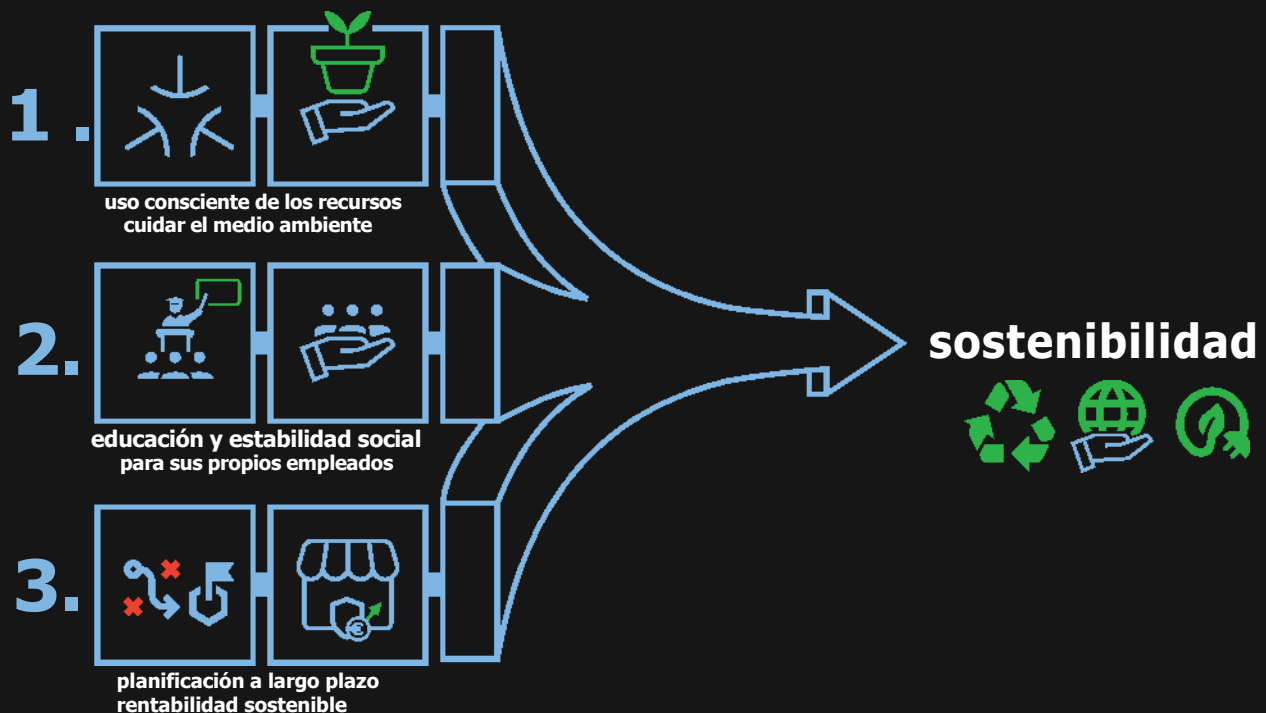 1 .
uso consciente de los recursos
cuidar el medio ambiente
2.
educación y estabilidad social
para sus propios empleados
3.
€
planificación a largo plazo
rentabilidad sostenible
sostenibilidad